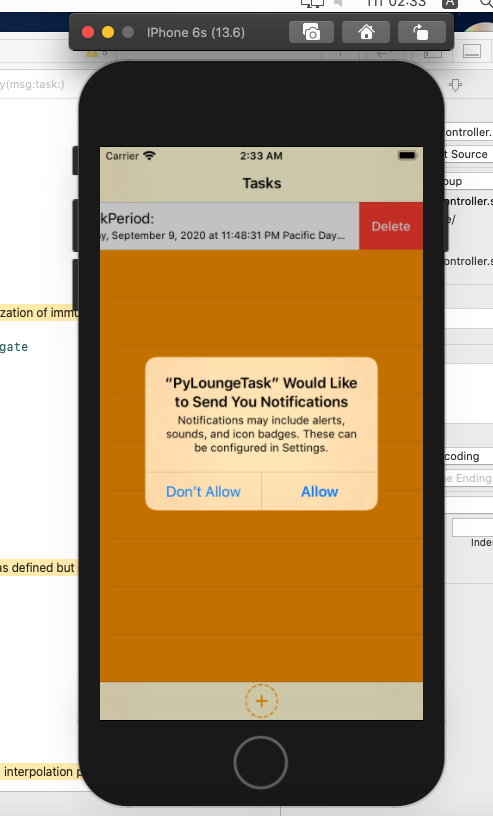 ПТ 02:33 A
IPhone 6s (13.6)
y(msg:task:)
ontroller.
t Source
oup
ontroller.s
e/
ontroller.s
Carrier 2:33 AM
Tasks
kPeriod:
y, September 9, 2020 at 11:48:31 PM Pacific Day...
Delete
zation of immu
gate
“PyLoungeTask” Would Like
to Send You Notifications
Notifications may include alerts,
sounds, and icon badges. These can
be configured in Settings.
Don’t Allow Allow
coding
e Endings
Inde
as defined but
interpolation p